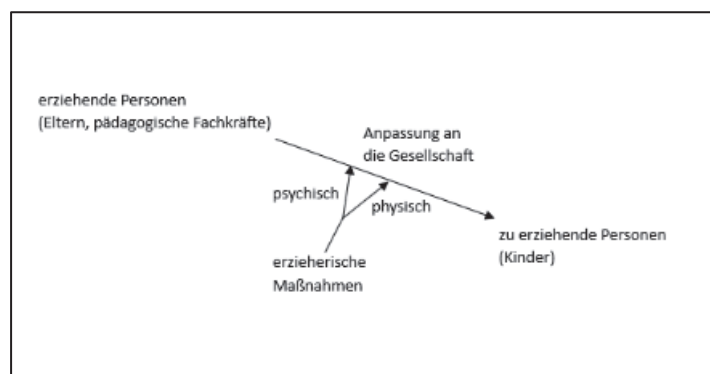 erziehende Personen
(Eltern, pädagogische Fachkräfte)
Anpassung an
die Gesellschaft
psychisch
physisch
erzieherische
Maßnahmen
zu erziehende Personen
(Kinder)